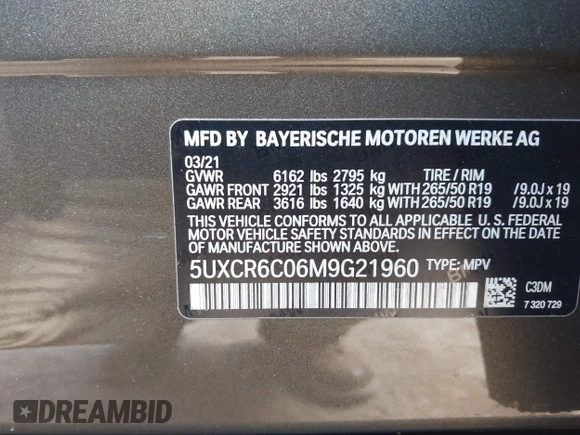 MFD BY BAYERISCHE MOTOREN WERKE AG
03/21
GVWR 6162 lbs 2795 kg TIRE / RIM
GAWR FRONT 2921 lbs 1325 kg WITH 265/50 R19 /9.0J x 19
GAWR REAR 3616 lbs 1640 kg WITH 265/50 R19 /9.0J x 19
THIS VEHICLE CONFORMS TO ALL APPLICABLE U. S. FEDERAL
MOTOR VEHICLE SAFETY STANDARDS IN EFFECT ON THE
DATE OF MANUFACTURE SHOWN ABOVE.
5UXCR6C06M9G21960 TYPE: MPV
C3DM
7 320 729
DREAMBID